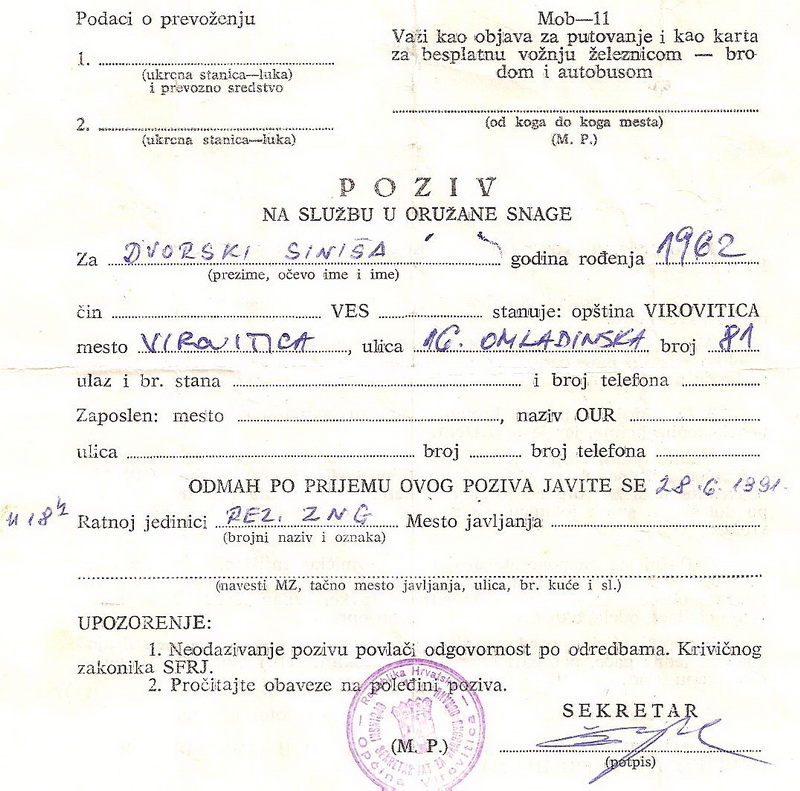 Podaci o prevoženju
1.
(ukrcna stanica—luka)
i prevozno sredstvo
2.
(ukrcna stanica—luka)
Mob—11
Važi kao objava za putovanje i kao karta
za besplatnu vožnju železnicom — bro-
dom i autobusom
(od koga do koga mesta)
(M. P.)
POZIV
NA SLUŽBU U ORUŽANE SNAGE
Za DVORSKI SINIŠA godina rođenja 1962
(prezime, očevo ime i ime)
čin VES stanuje: opština VIROVITICA
mesto VIROVITICA, ulica 16. OMLADINSKA broj 81
ulaz i br. stana i broj telefona
Zaposlen: mesto , naziv OUR
ulica broj broj telefona
ODMAH PO PRIJEMU OVOG POZIVA JAVITE SE 28.6.1991.
u 18h Ratnoj jedinici REZ. ZNG Mesto javljanja
(brojni naziv i oznaka)
(navesti MZ, tačno mesto javljanja, ulica, br. kuće i sl.)
UPOZORENJE:
1. Neodazivanje pozivu povlači odgovornost po odredbama. Krivičnog
zakonika SFRJ.
2. Pročitajte obaveze na poleđini poziva.
Republika Hrvatska
Općina Virovitica
(M. P.)
SEKRETAR
(potpis)